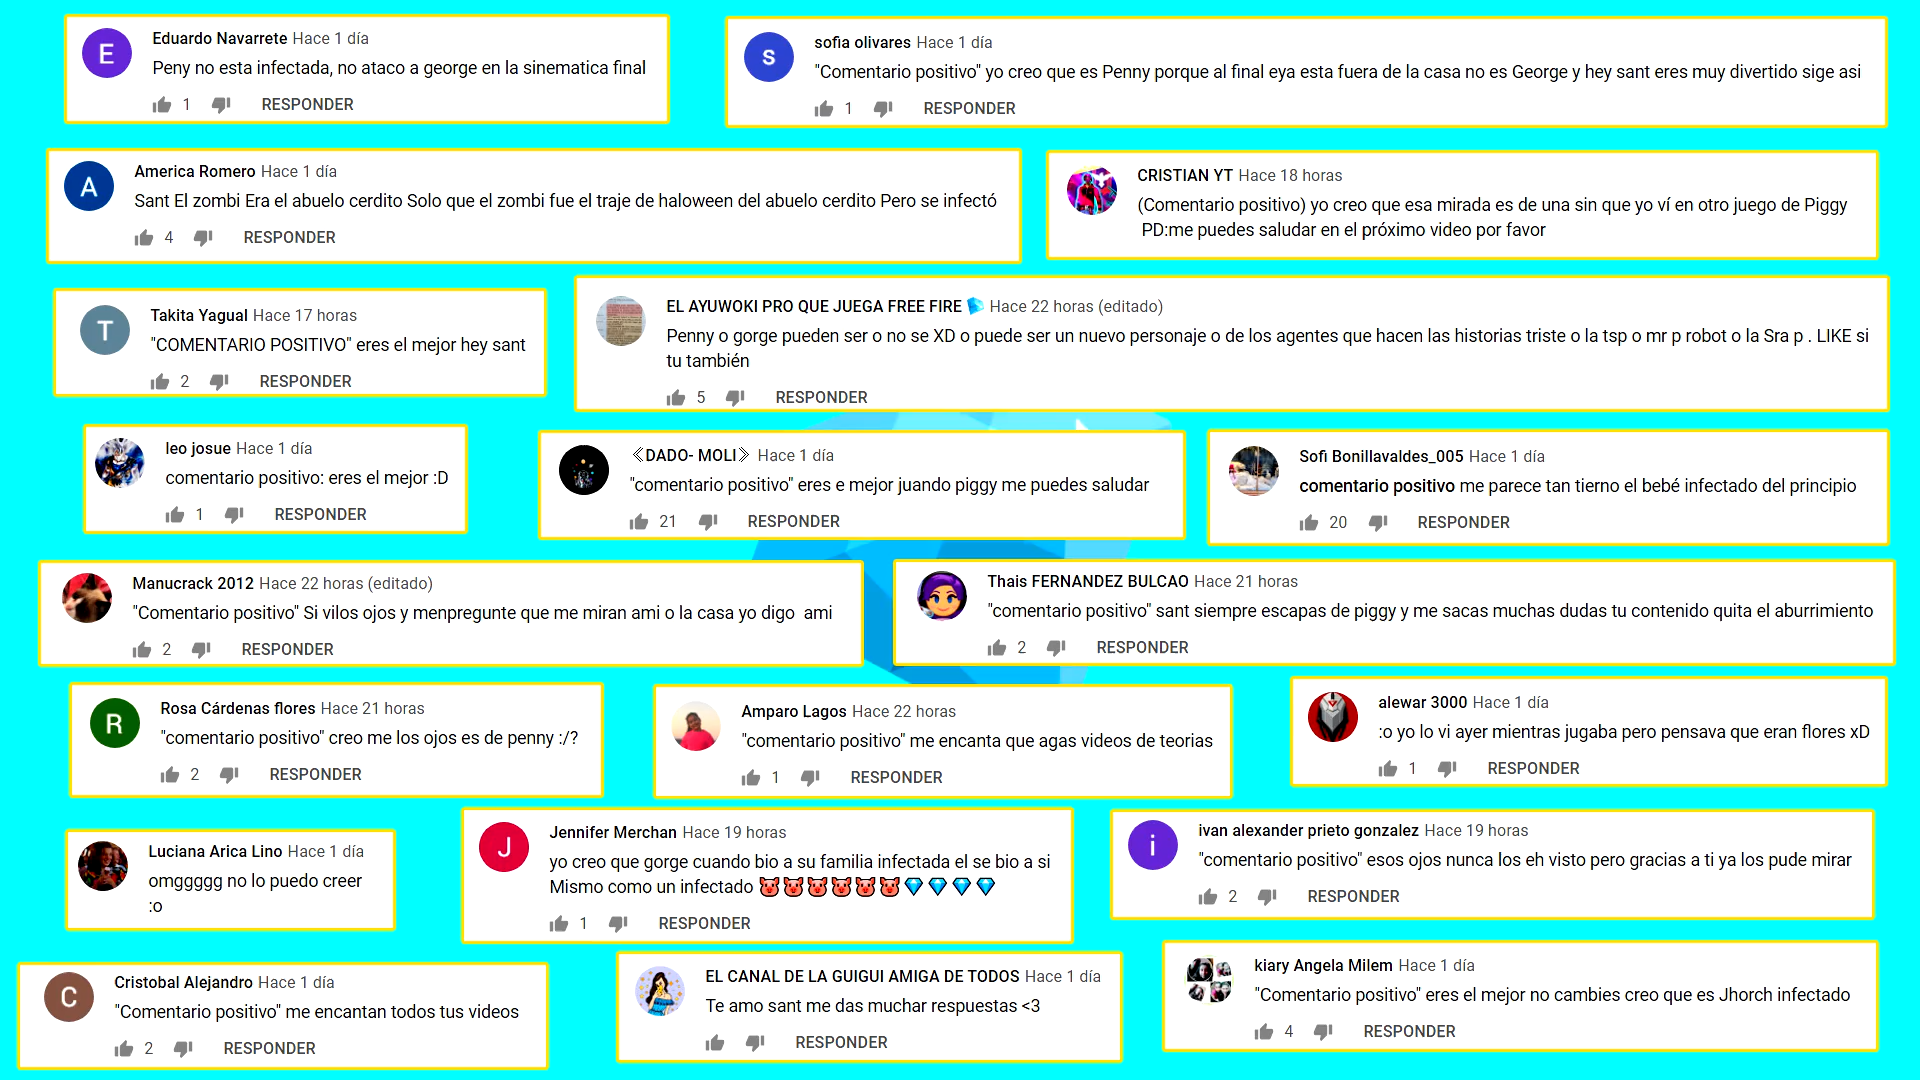 E
Eduardo Navarrete Hace 1 día
Peny no esta infectada, no ataco a george en la sinematica final
1 RESPONDER
s
sofia olivares Hace 1 día
"Comentario positivo" yo creo que es Penny porque al final eya esta fuera de la casa no es George y hey sant eres muy divertido sige asi
1 RESPONDER
A
America Romero Hace 1 día
Sant El zombi Era el abuelo cerdito Solo que el zombi fue el traje de haloween del abuelo cerdito Pero se infectó
4 RESPONDER
CRISTIAN YT Hace 18 horas
(Comentario positivo) yo creo que esa mirada es de una sin que yo ví en otro juego de Piggy
PD:me puedes saludar en el próximo video por favor
T
Takita Yagual Hace 17 horas
"COMENTARIO POSITIVO" eres el mejor hey sant
2 RESPONDER
EL AYUWOKI PRO QUE JUEGA FREE FIRE Hace 22 horas (editado)
Penny o gorge pueden ser o no se XD o puede ser un nuevo personaje o de los agentes que hacen las historias triste o la tsp o mr p robot o la Sra p . LIKE si
tu también
5 RESPONDER
leo josue Hace 1 día
comentario positivo: eres el mejor :D
1 RESPONDER
《DADO- MOLI》 Hace 1 día
"comentario positivo" eres e mejor juando piggy me puedes saludar
21 RESPONDER
Sofi Bonillavaldes_005 Hace 1 día
comentario positivo me parece tan tierno el bebé infectado del principio
20 RESPONDER
Manucrack 2012 Hace 22 horas (editado)
"Comentario positivo" Si vilos ojos y menpregunte que me miran ami o la casa yo digo  ami
2 RESPONDER
Thais FERNANDEZ BULCAO Hace 21 horas
"comentario positivo" sant siempre escapas de piggy y me sacas muchas dudas tu contenido quita el aburrimiento
2 RESPONDER
R
Rosa Cárdenas flores Hace 21 horas
"comentario positivo" creo me los ojos es de penny :/?
2 RESPONDER
Amparo Lagos Hace 22 horas
"comentario positivo" me encanta que agas videos de teorias
1 RESPONDER
alewar 3000 Hace 1 día
:o yo lo vi ayer mientras jugaba pero pensava que eran flores xD
1 RESPONDER
Luciana Arica Lino Hace 1 día
omggggg no lo puedo creer
:o
J
Jennifer Merchan Hace 19 horas
yo creo que gorge cuando bio a su familia infectada el se bio a si
Mismo como un infectado 🐷🐷🐷🐷🐷🐷💎💎💎💎
1 RESPONDER
i
ivan alexander prieto gonzalez Hace 19 horas
"comentario positivo" esos ojos nunca los eh visto pero gracias a ti ya los pude mirar
2 RESPONDER
C
Cristobal Alejandro Hace 1 día
"Comentario positivo" me encantan todos tus videos
2 RESPONDER
EL CANAL DE LA GUIGUI AMIGA DE TODOS Hace 1 día
Te amo sant me das muchar respuestas <3
RESPONDER
kiary Angela Milem Hace 1 día
"Comentario positivo" eres el mejor no cambies creo que es Jhorch infectado
4 RESPONDER